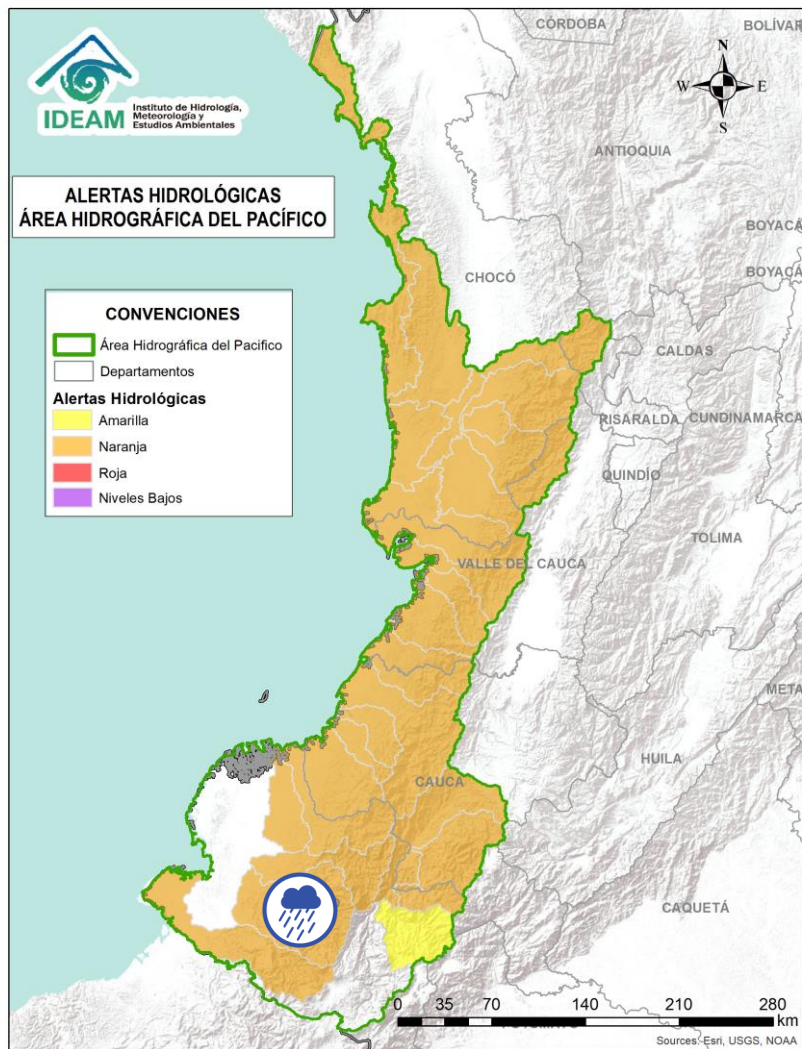 CÓRDOBA
BOLÍVAR
IDEAM
Instituto de Hidrología,
Meteorología y
Estudios Ambientales
N
W
E
S
ANTIOQUIA
ALERTAS HIDROLÓGICAS
ÁREA HIDROGRÁFICA DEL PACÍFICO
BOYACÁ
BOYACÁ
CHOCÓ
CONVENCIONES
Área Hidrográfica del Pacifico
Departamentos
Alertas Hidrológicas
Amarilla
Naranja
Roja
Niveles Bajos
CALDAS
RISARALDA
CUNDINAMARCA
QUINDÍO
TOLIMA
VALLE DEL CAUCA
META
HUILA
CAUCA
CAQUETÁ
0 35 70 140 210 280
km
Sources: Esri, USGS, NOAA